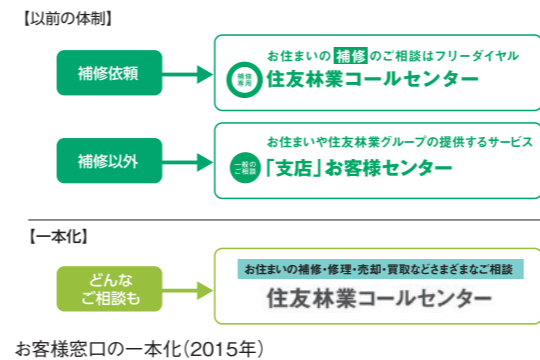 【以前の体制】
補修依頼
お住まいの補修のご相談はフリーダイヤル
補修専用
住友林業コールセンター
補修以外
お住まいや住友林業グループの提供するサービス
一般のご相談
「支店」お客様センター
【一本化】
どんな
ご相談も
お住まいの補修・修理・売却・買取などさまざまなご相談
住友林業コールセンター
お客様窓口の一本化(2015年)